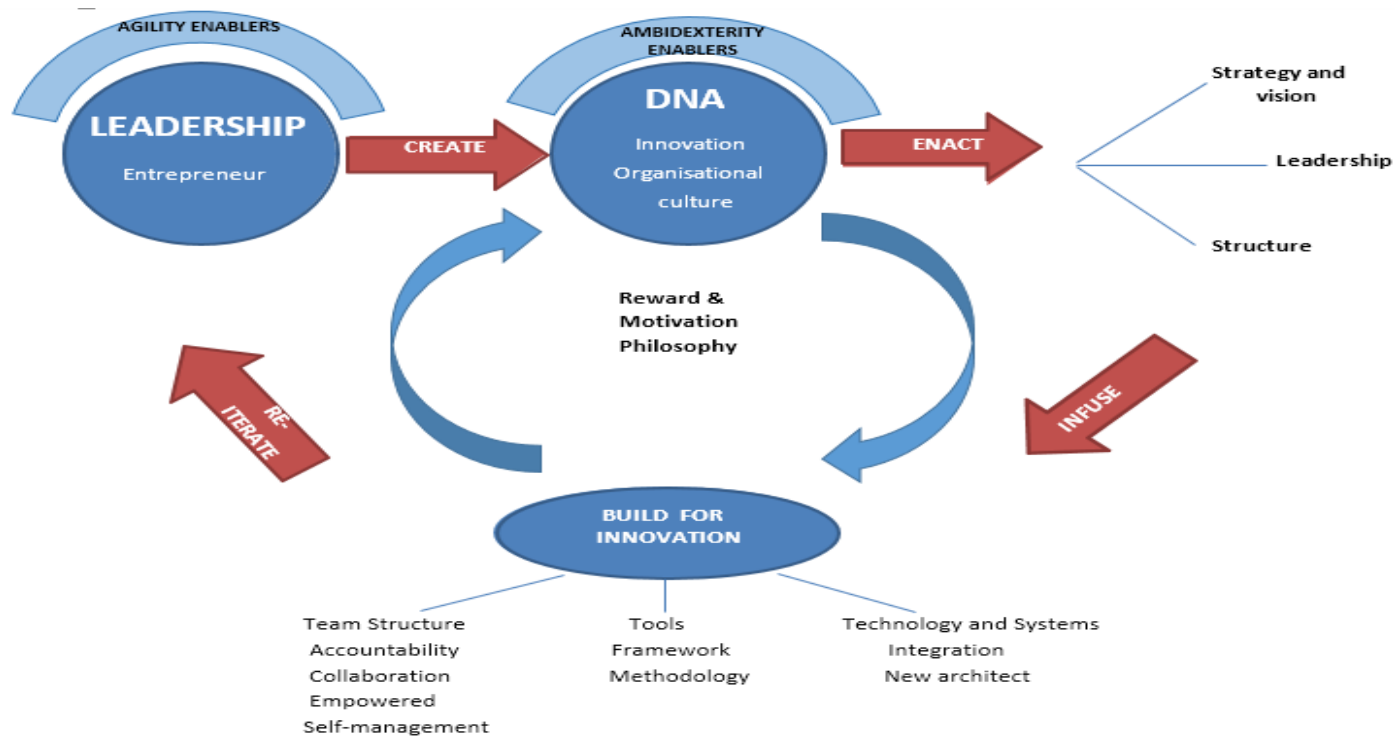 AGILITY ENABLERS
LEADERSHIP
Entrepreneur
CREATE
AMBIDEXTERITY
ENABLERS
DNA
Innovation
Organisational
culture
ENACT
Strategy and
vision
Leadership
Structure
Reward &
Motivation
Philosophy
INFUSE
RE-
ITERATE
BUILD FOR
INNOVATION
Team Structure
Accountability
Collaboration
Empowered
Self-management
Tools
Framework
Methodology
Technology and Systems
Integration
New architect